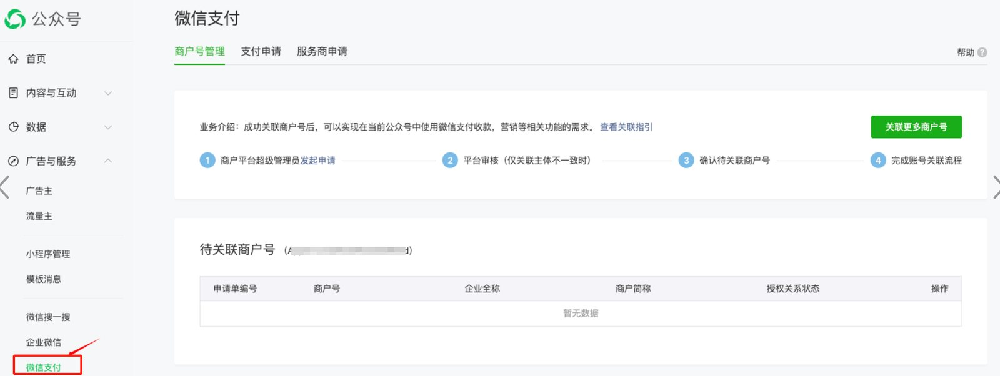 公众号
首页
内容与互动
数据
广告与服务
广告主
流量主
小程序管理
模板消息
微信搜一搜
企业微信
微信支付
微信支付
商户号管理 支付申请 服务商申请
帮助 ?
业务介绍：成功关联商户号后，可以实现在当前公众号中使用微信支付收款，营销等相关功能的需求。 查看关联指引
关联更多商户号
1 商户平台超级管理员发起申请 2 平台审核（仅关联主体不一致时） 3 确认待关联商户号 4 完成账号关联流程
待关联商户号
申请单编号 商户号 企业全称 商户简称 授权关系状态 操作
暂无数据